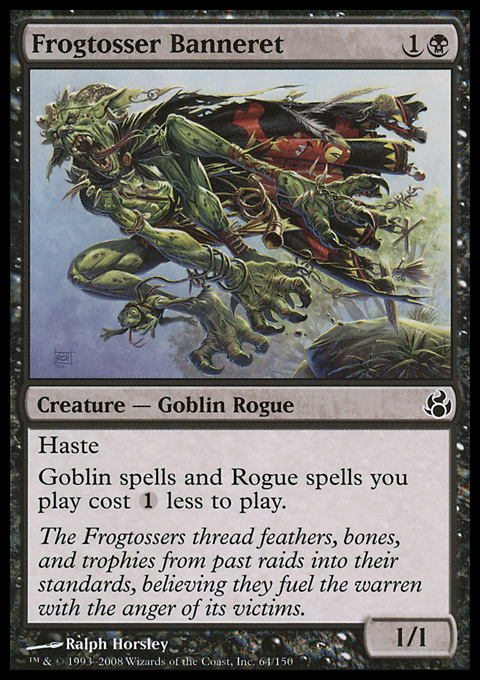 Frogtosser Banneret 1
RCH
Creature — Goblin Rogue
Haste
Goblin spells and Rogue spells you
play cost 1 less to play.
The Frogtossers thread feathers, bones,
and trophies from past raids into their
standards, believing they fuel the warren
with the anger of its victims.
Ralph Horsley
1/1
™ & © 1993–2008 Wizards of the Coast, Inc. 64/150